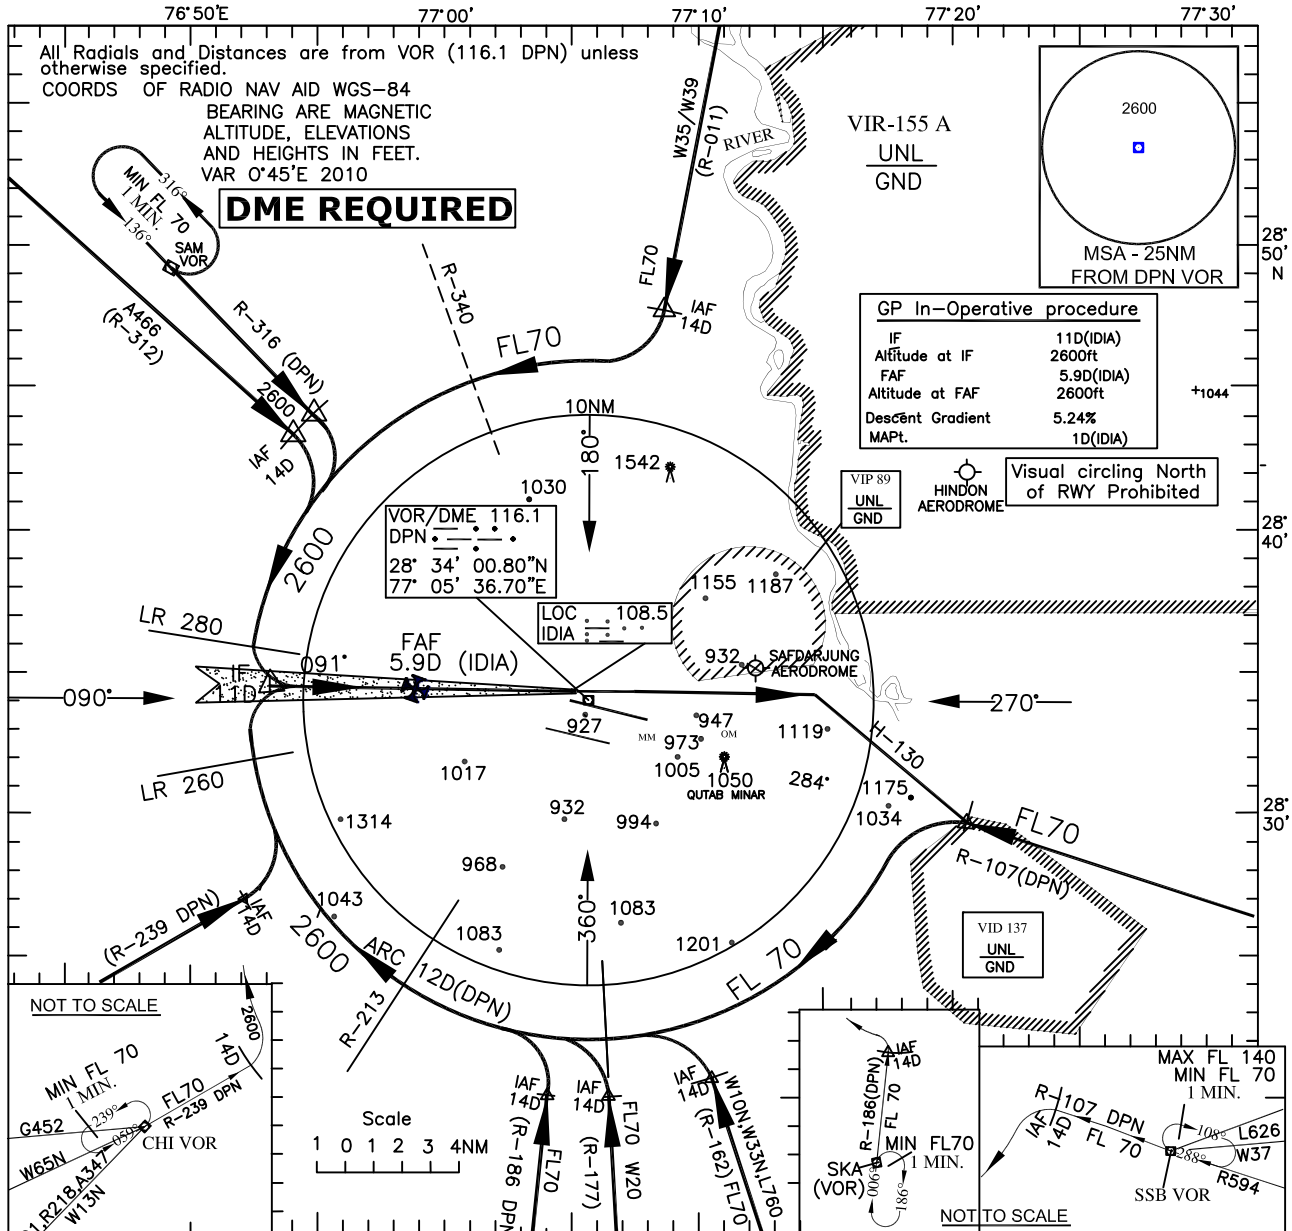 76°50'E
77°00'
77°10'
77°20'
77°30'
All Radials and Distances are from VOR (116.1 DPN) unless
otherwise specified.
COORDS OF RADIO NAV AID WGS-84
BEARING ARE MAGNETIC
ALTITUDE, ELEVATIONS
AND HEIGHTS IN FEET.
VAR 0°45'E 2010
DME REQUIRED
MIN FL 70
1 MIN.
316°
136°
SAM
VOR
A466
(R-312)
R-316 (DPN)
2600
IAF
14D
R-340
FL70
W35/W39
(R-011)
RIVER
FL70
IAF
14D
VIR-155 A
UNL
GND
2600
MSA - 25NM
FROM DPN VOR
28°
50'
N
GP In-Operative procedure
IF 11D(IDIA)
Altitude at IF 2600ft
FAF 5.9D(IDIA)
Altitude at FAF 2600ft
Descent Gradient 5.24%
MAPt. 1D(IDIA)
+1044
VIP 89
UNL
GND
HINDON
AERODROME
Visual circling North
of RWY Prohibited
28°
40'
10NM
180°
1542
1030
VOR/DME 116.1
DPN
28° 34' 00.80"N
77° 05' 36.70"E
LOC 108.5
IDIA
1155
1187
932
SAFDARJUNG
AERODROME
2600
LR 280
FAF
5.9D (IDIA)
IF
11D
091°
090°
270°
927
MM
947
OM
973
1005
1050
QUTAB MINAR
1119
284°
H-130
1175
1034
1017
LR 260
1314
932
994
968
1043
1083
360°
1083
1201
28°
30'
FL70
R-107(DPN)
VID 137
UNL
GND
(R-239 DPN)
IAF
14D
2600
ARC 12D(DPN)
R-213
FL 70
IAF
14D
(R-186 DPN
FL70
IAF
14D
(R-177)
FL70 W20
IAF
14D
(R-162) FL70
W10N,W33N,L760
Scale
1 0 1 2 3 4NM
NOT TO SCALE
2600
14D
MIN FL 70
1 MIN.
FL70
R-239 DPN
239°
059°
CHI VOR
G452
W65N
1,R218,A347
W13N
IAF
14D
R-186(DPN)
FL 70
MIN FL70
1 MIN.
SKA
(VOR)
006°
186°
NOT TO SCALE
MAX FL 140
MIN FL 70
1 MIN.
R-107 DPN
FL 70
IAF
14D
108°
288°
L626
W37
R594
SSB VOR